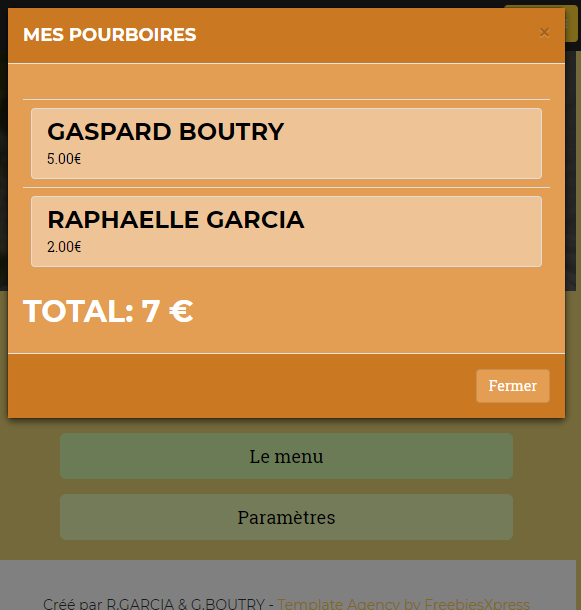 MES POURBOIRES
×
GASPARD BOUTRY
5.00€
RAPHAELLE GARCIA
2.00€
TOTAL: 7 €
Fermer
Le menu
Paramètres
Créé par R.GARCIA & G.BOUTRY - Template Agency by FreebiesXpress